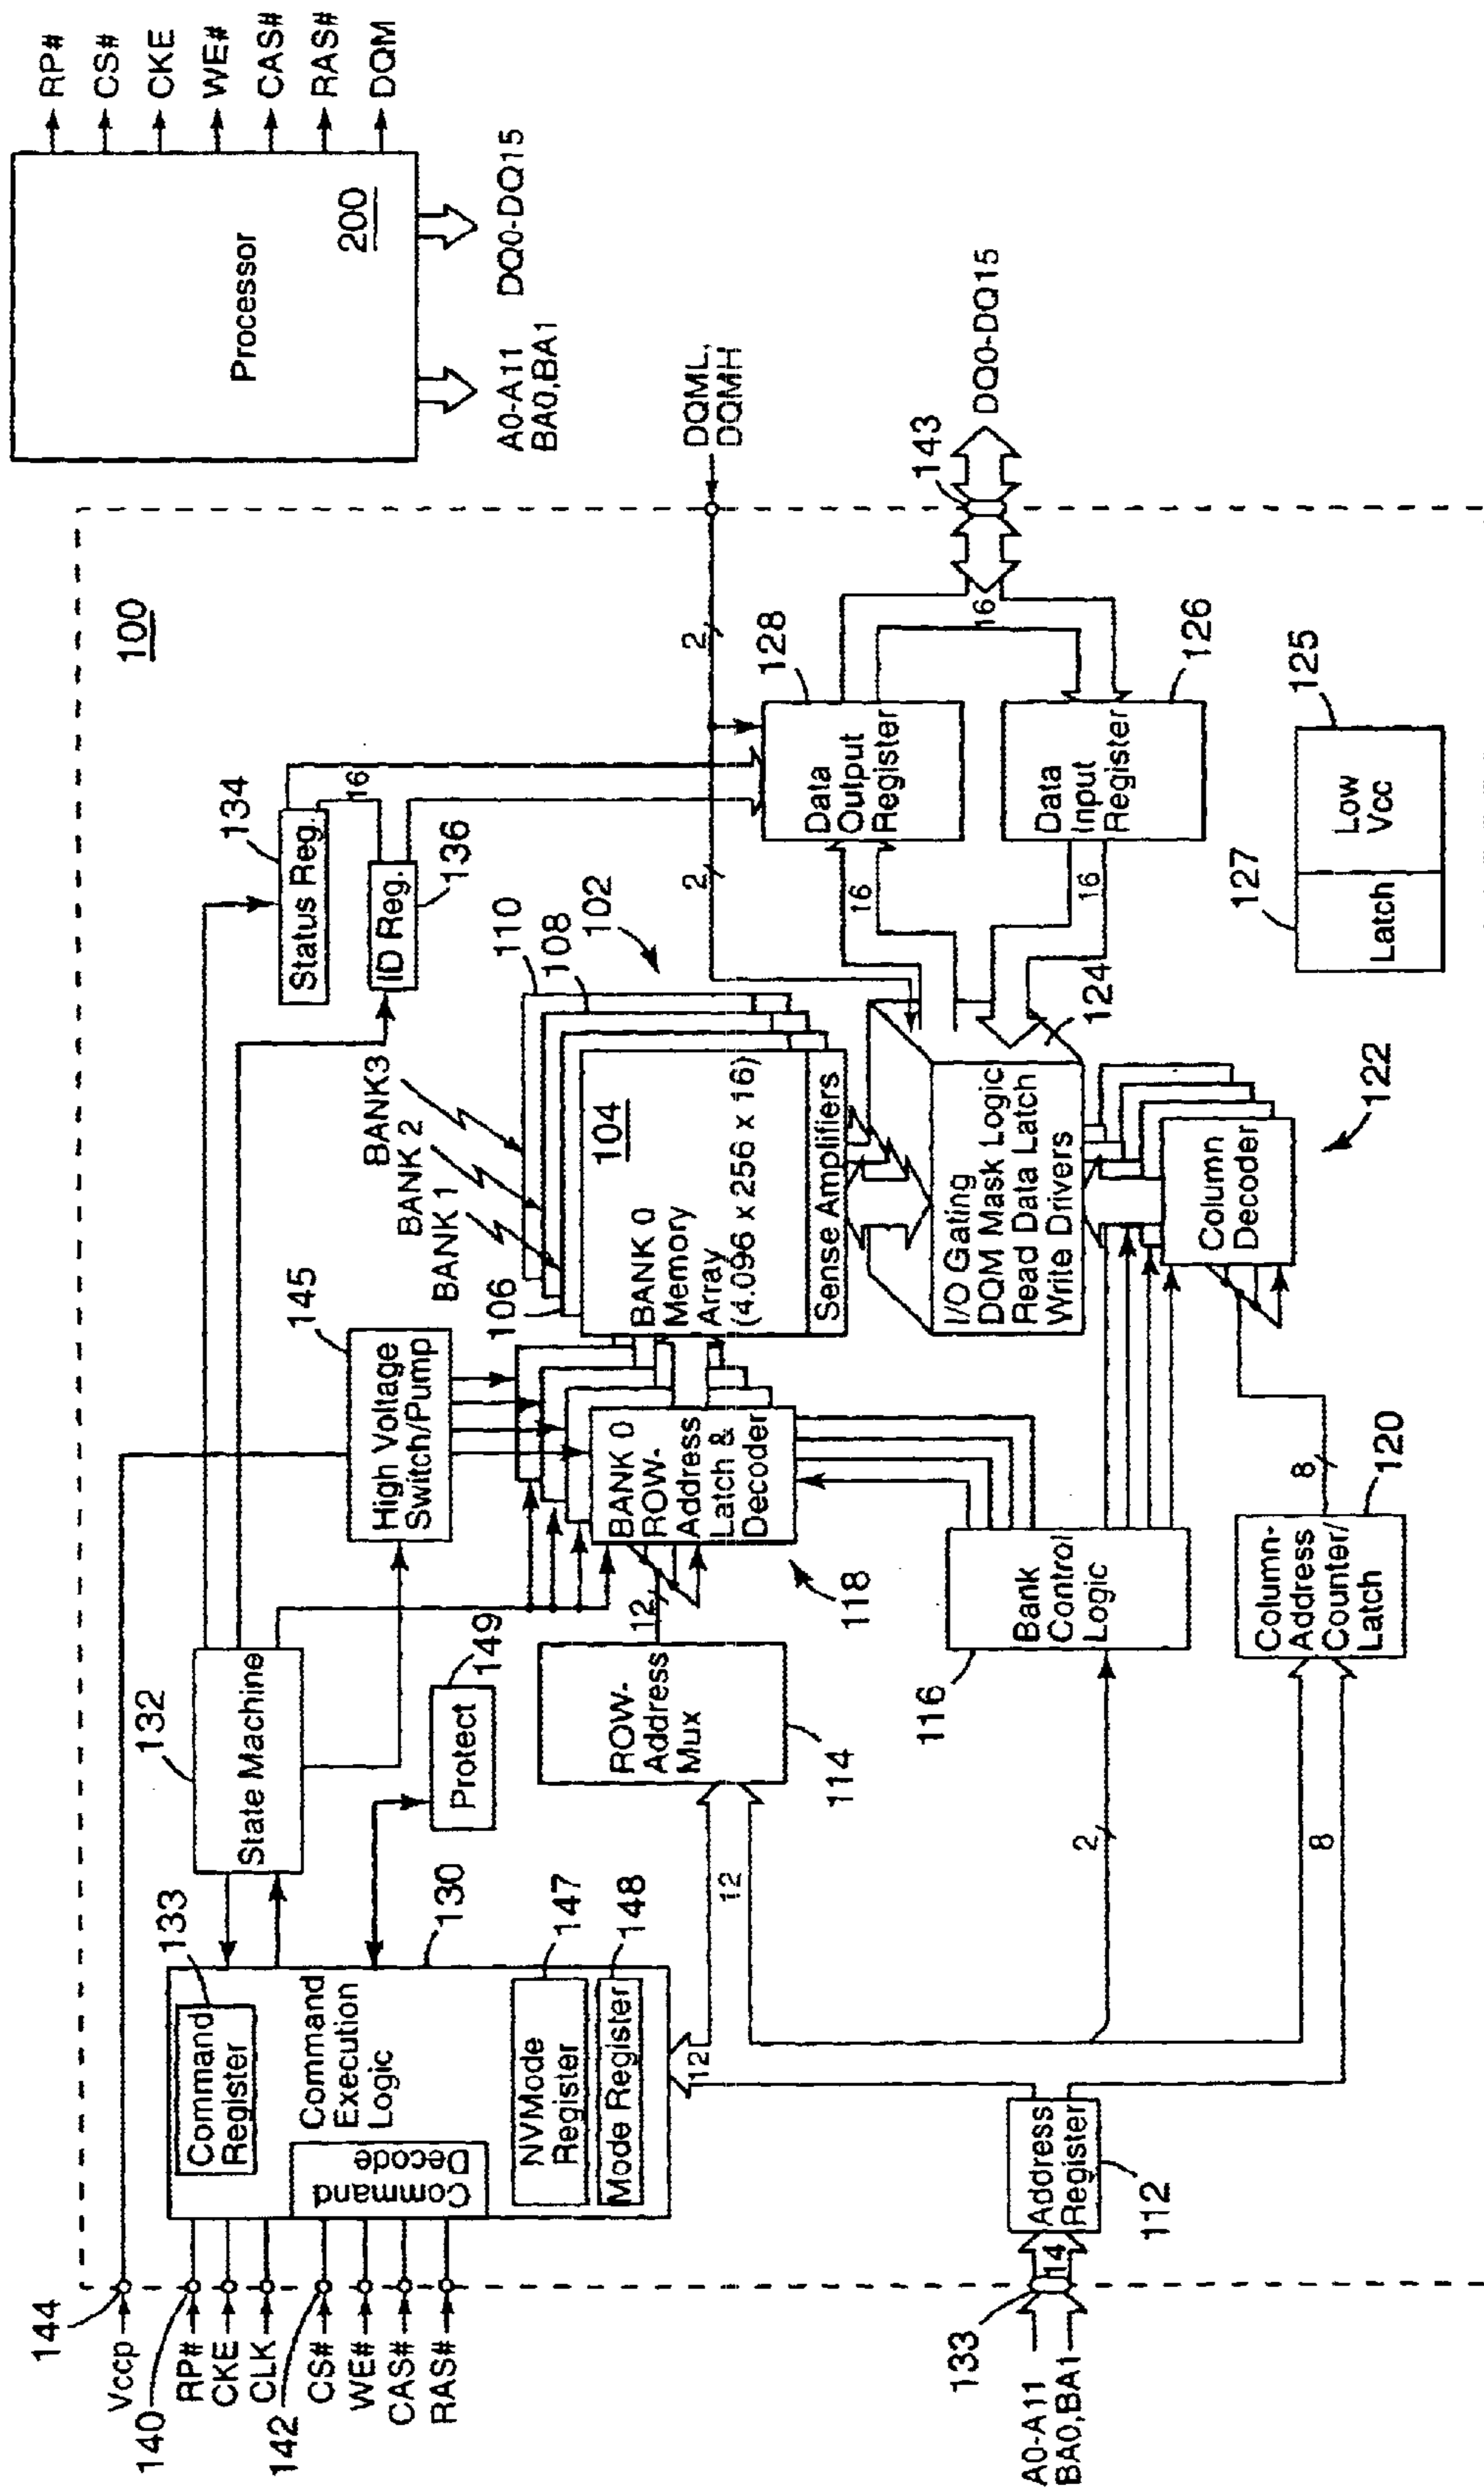 Processor
200
RP#
CS#
CKE
WE#
CAS#
RAS#
DQM
A0-A11
BA0,BA1
DQ0-DQ15
100
144
Vccp
140
RP#
CKE
CLK
142
CS#
WE#
CAS#
RAS#
133
Command
Register
Command
Execution
Logic
Command
Decode
130
NVMode
Register
147
Mode Register
148
132
State Machine
Protect
149
145
High Voltage
Switch/Pump
134
Status Reg.
16
ID Reg.
136
BANK3
BANK 2
BANK 1
106
110
108
102
104
BANK 0
Memory
Array
(4.096 x 256 x 16)
Sense Amplifiers
BANK 0
ROW-
Address
Latch &
Decoder
118
12
ROW-
Address
Mux
114
12
12
2
2
DQML,
DQMH
128
Data
Output
Register
16
16
143
DQ0-DQ15
Data
Input
Register
126
16
124
I/O Gating
DQM Mask Logic
Read Data Latch
Write Drivers
Column
Decoder
122
116
Bank
Control
Logic
2
8
8
Column-
Address
Counter/
Latch
120
127
Latch
Low
Vcc
125
133
A0-A11
BA0,BA1
14
Address
Register
112